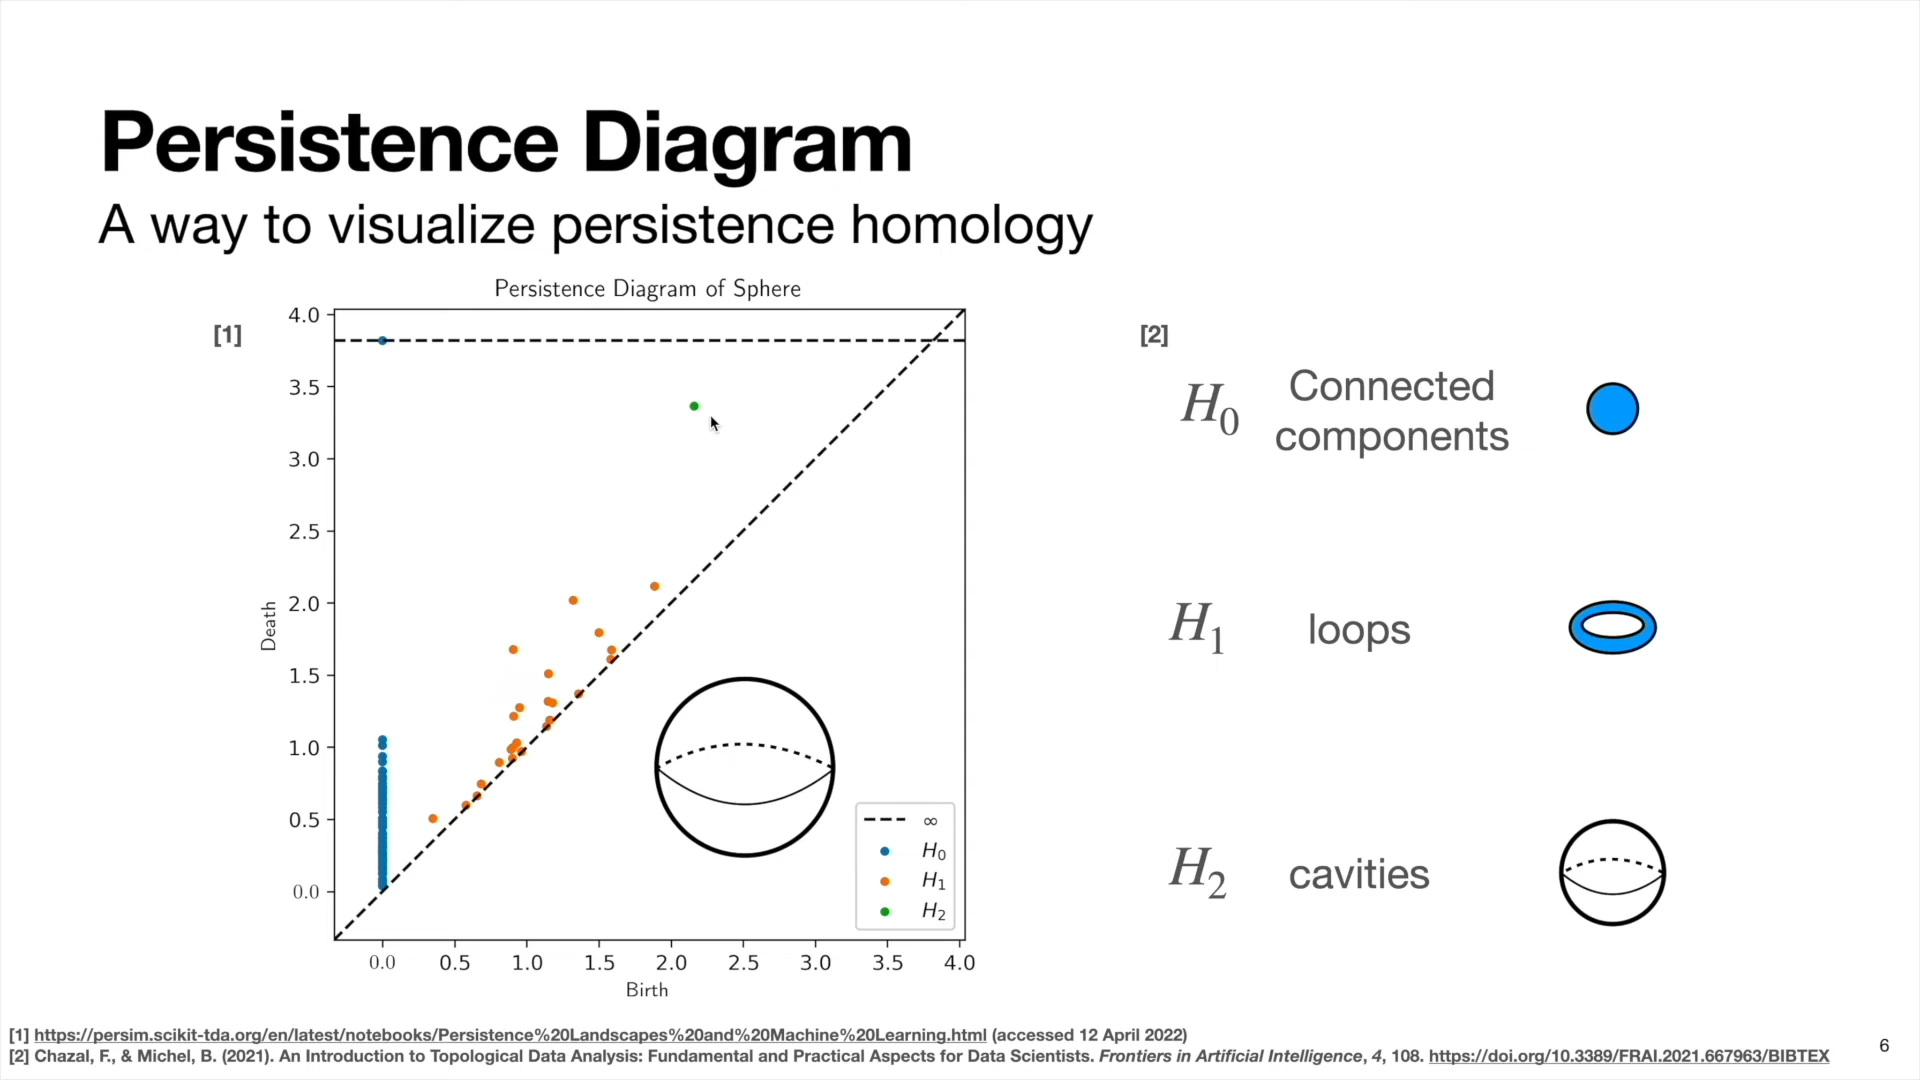 Persistence Diagram
A way to visualize persistence homology
Persistence Diagram of Sphere
[1]
4.0
3.5
3.0
2.5
2.0
1.5
1.0
0.5
0.0
Death
0.0 0.5 1.0 1.5 2.0 2.5 3.0 3.5 4.0
Birth
∞
H₀
H₁
H₂
[2]
H₀ Connected
components
H₁ loops
H₂ cavities
[1] https://persim.scikit-tda.org/en/latest/notebooks/Persistence%20Landscapes%20and%20Machine%20Learning.html (accessed 12 April 2022)
[2] Chazal, F., & Michel, B. (2021). An Introduction to Topological Data Analysis: Fundamental and Practical Aspects for Data Scientists. Frontiers in Artificial Intelligence, 4, 108. https://doi.org/10.3389/FRAI.2021.667963/BIBTEX
6